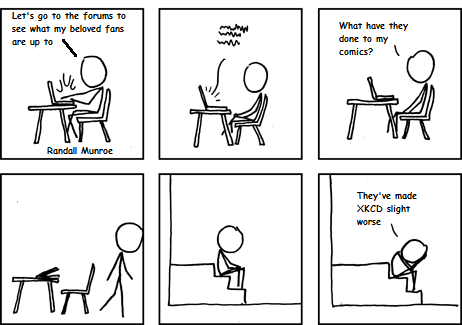 Let's go to the forums to
see what my beloved fans
are up to
Randall Munroe
What have they
done to my
comics?
They've made
XKCD slight
worse